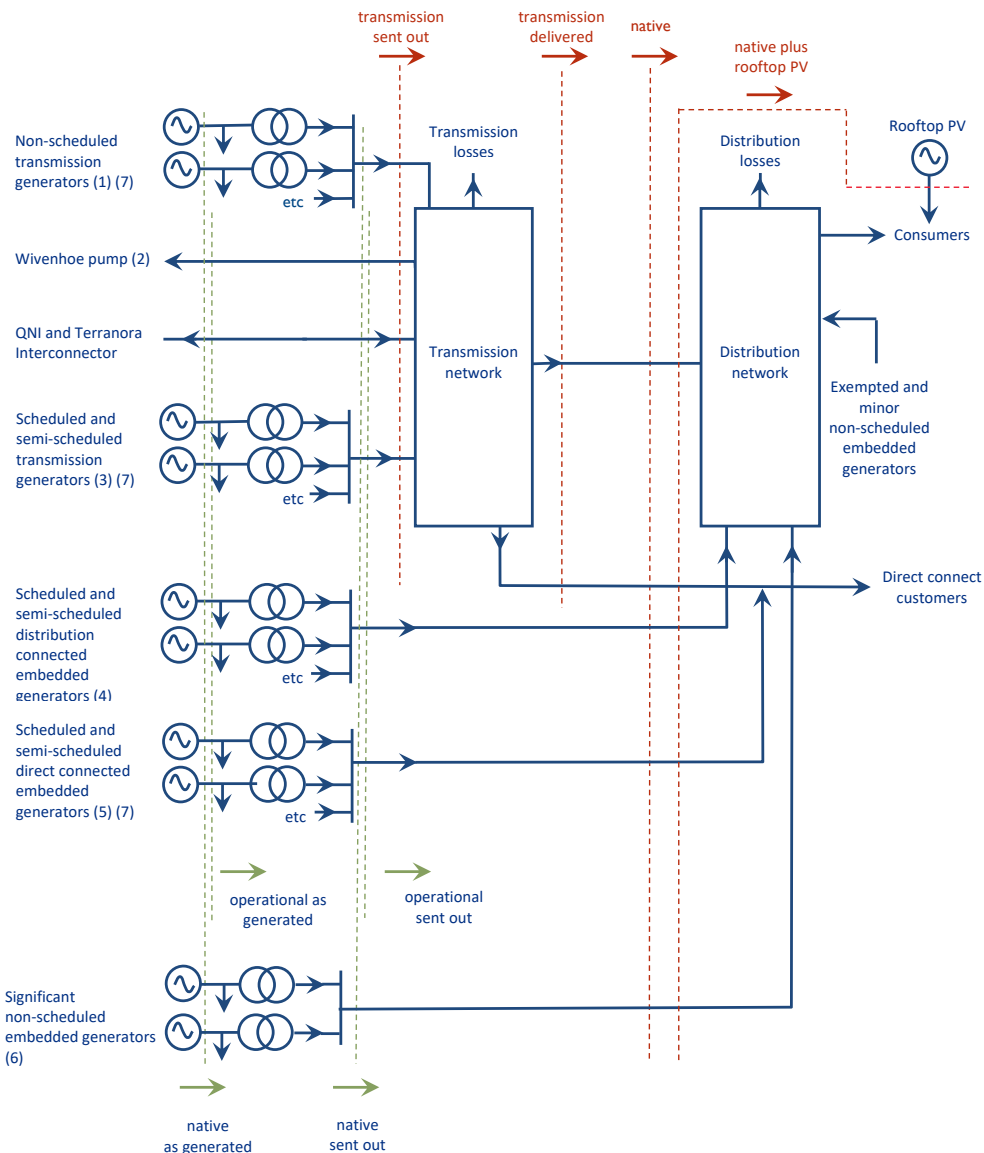 transmission
sent out
transmission
delivered
native
native plus
rooftop PV
Non-scheduled
transmission
generators (1) (7)
etc
Transmission
losses
Distribution
losses
Rooftop PV
Consumers
Wivenhoe pump (2)
QNI and Terranora
Interconnector
Transmission
network
Distribution
network
Exempted and
minor
non-scheduled
embedded
generators
Scheduled and
semi-scheduled
transmission
generators (3) (7)
etc
Direct connect
customers
Scheduled and
semi-scheduled
distribution
connected
embedded
generators (4)
etc
Scheduled and
semi-scheduled
direct connected
embedded
generators (5) (7)
etc
operational as
generated
operational
sent out
Significant
non-scheduled
embedded generators
(6)
native
as generated
native
sent out